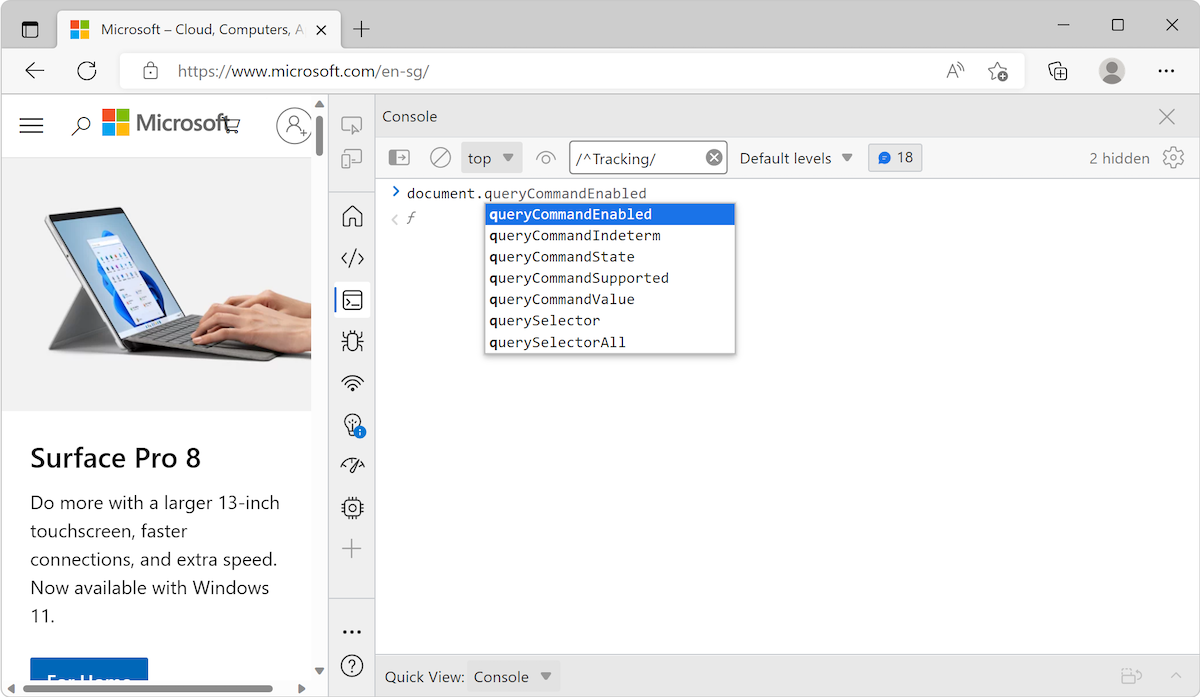 Microsoft – Cloud, Computers, A
https://www.microsoft.com/en-sg/
Microsoft
Surface Pro 8
Do more with a larger 13-inch
touchscreen, faster
connections, and extra speed.
Now available with Windows
11.
For Home
Console
top
/^Tracking/
Default levels
18
2 hidden
> document.queryCommandEnabled
< f
queryCommandEnabled
queryCommandIndeterm
queryCommandState
queryCommandSupported
queryCommandValue
querySelector
querySelectorAll
Quick View: Console